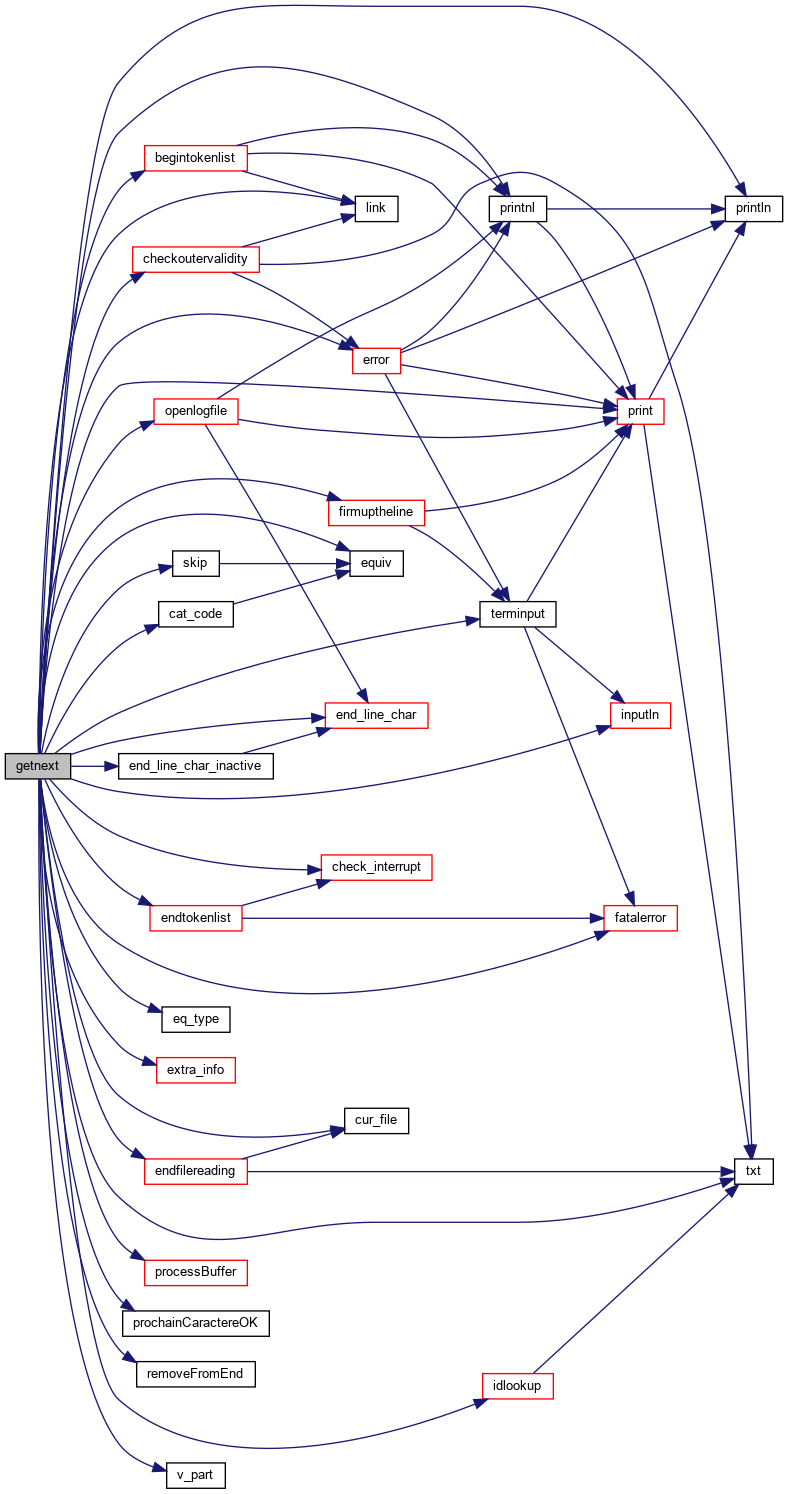 begintokenlist
link
printnl
println
checkoutervalidity
error
openlogfile
print
firmuptheline
skip
equiv
cat_code
terminput
end_line_char
inputln
getnext
end_line_char_inactive
check_interrupt
endtokenlist
fatalerror
eq_type
extra_info
cur_file
endfilereading
txt
processBuffer
prochainCaractereOK
removeFromEnd
idlookup
v_part